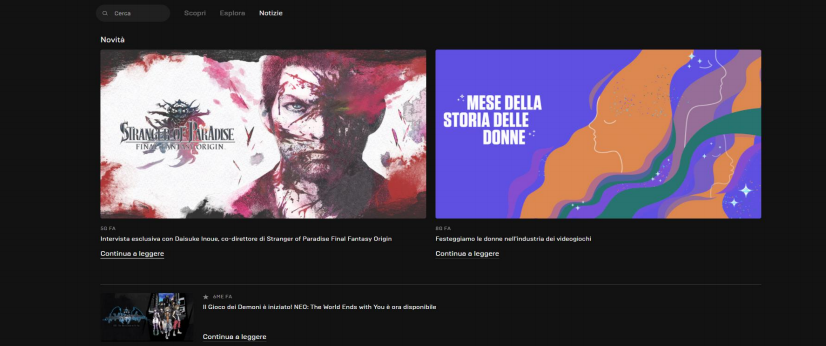 Cerca
Scopri Esplora Notizie
Novità
STRANGER OF PARADISE
FINAL FANTASY ORIGIN
MESE DELLA
STORIA DELLE
DONNE
5G FA
Intervista esclusiva con Daisuke Inoue, co-direttore di Stranger of Paradise Final Fantasy Origin
Continua a leggere
8G FA
Festeggiamo le donne nell'industria dei videogiochi
Continua a leggere
6ME FA
Il Gioco dei Demoni è iniziato! NEO: The World Ends with You è ora disponibile
Continua a leggere